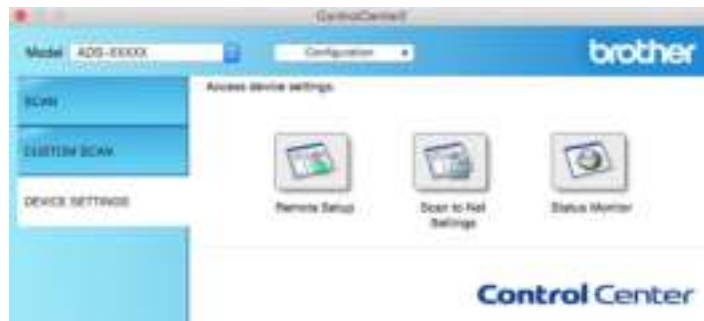 ControlCenter2
Model ADS-XXXXX Configuration brother
SCAN
Access device settings.
CUSTOM SCAN
DEVICE SETTINGS
Remote Setup
Scan to Net
Settings
Status Monitor
Control Center